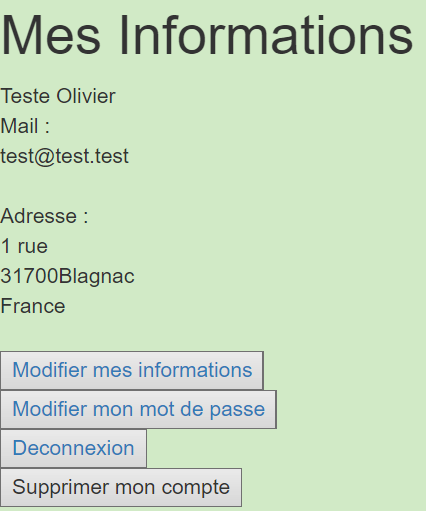 Mes Informations
Teste Olivier
Mail :
test@test.test
Adresse :
1 rue
31700Blagnac
France
Modifier mes informations
Modifier mon mot de passe
Deconnexion
Supprimer mon compte